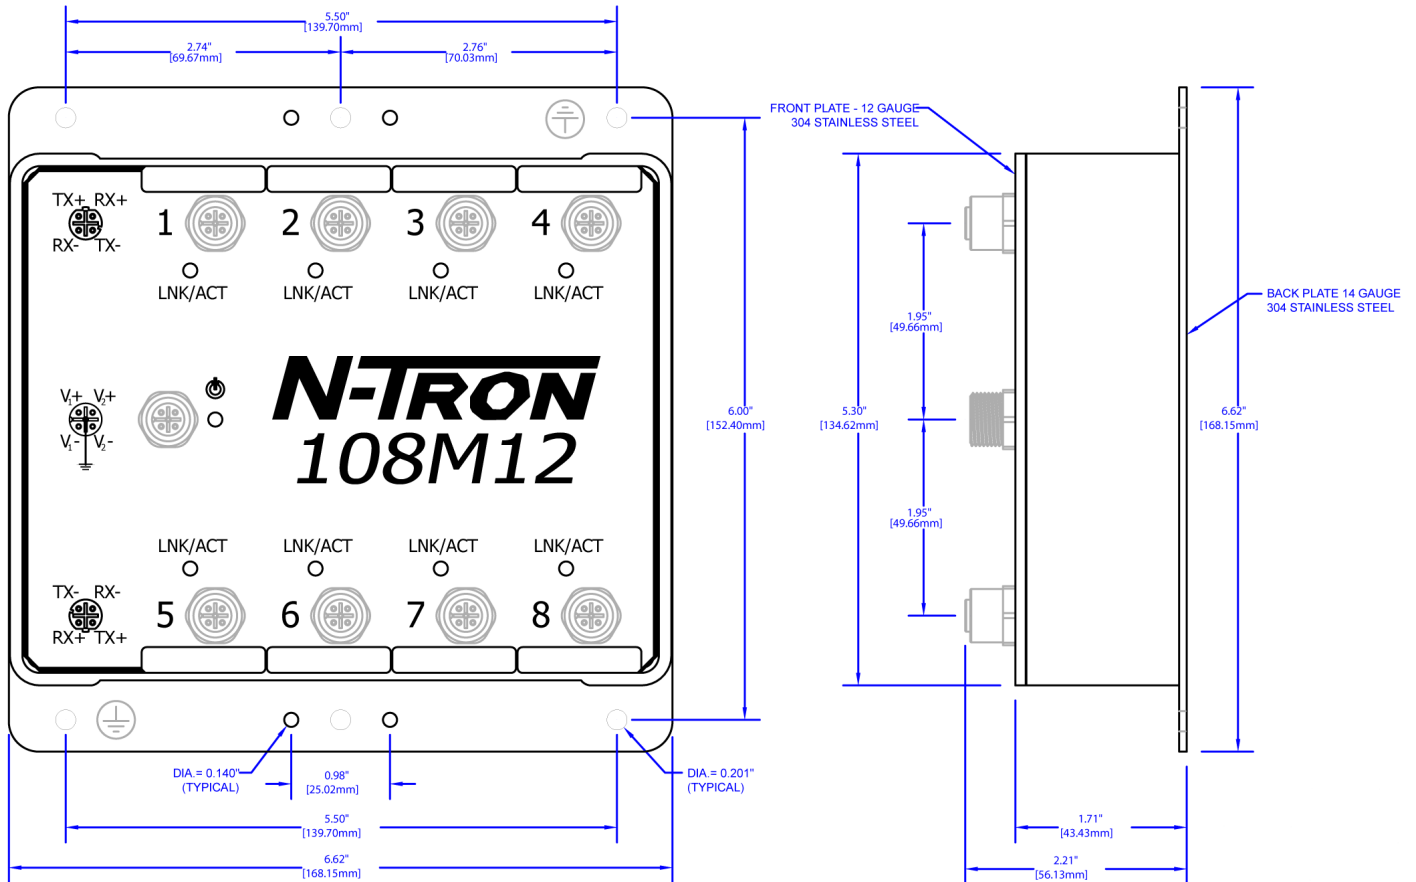 5.50"
[139.70mm]
2.74"
[69.67mm]
2.76"
[70.03mm]
FRONT PLATE - 12 GAUGE
304 STAINLESS STEEL
TX+ RX+
RX- TX-
1
2
3
4
LNK/ACT
LNK/ACT
LNK/ACT
LNK/ACT
BACK PLATE 14 GAUGE
304 STAINLESS STEEL
1.95"
[49.66mm]
V1+ V2+
V1- V2-
N-TRON
108M12
6.00"
[152.40mm]
5.30"
[134.62mm]
6.62"
[168.15mm]
1.95"
[49.66mm]
LNK/ACT
LNK/ACT
LNK/ACT
LNK/ACT
TX- RX-
RX+ TX+
5
6
7
8
DIA.= 0.140"
(TYPICAL)
0.98"
[25.02mm]
DIA.= 0.201"
(TYPICAL)
5.50"
[139.70mm]
1.71"
[43.43mm]
6.62"
[168.15mm]
2.21"
[56.13mm]